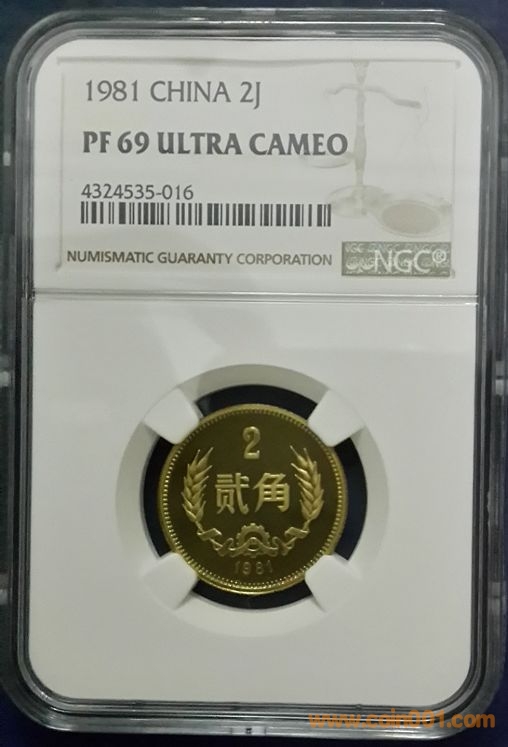 1981 CHINA 2J
PF 69 ULTRA CAMEO
4324535-016
NUMISMATIC GUARANTY CORPORATION
NGC®
2
贰角
1981
www.coin001.com